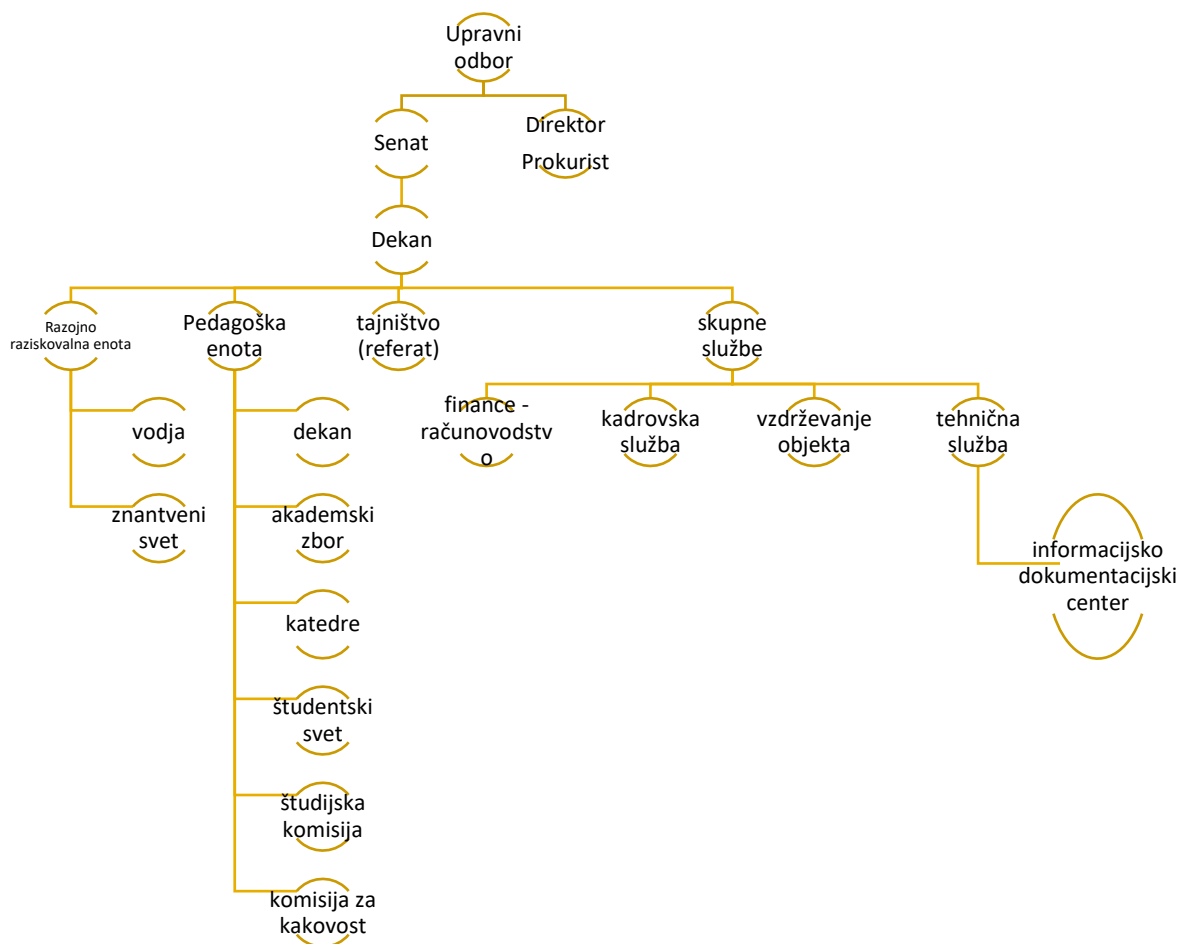 Upravni
odbor
Senat
Direktor
Prokurist
Dekan
Razojno
raziskovalna enota
Pedagoška
enota
tajništvo
(referat)
skupne
službe
vodja
znantveni
svet
dekan
akademski
zbor
katedre
študentski
svet
študijska
komisija
komisija za
kakovost
finance -
računovodstv
o
kadrovska
služba
vzdrževanje
objekta
tehnična
služba
informacijsko
dokumentacijski
center